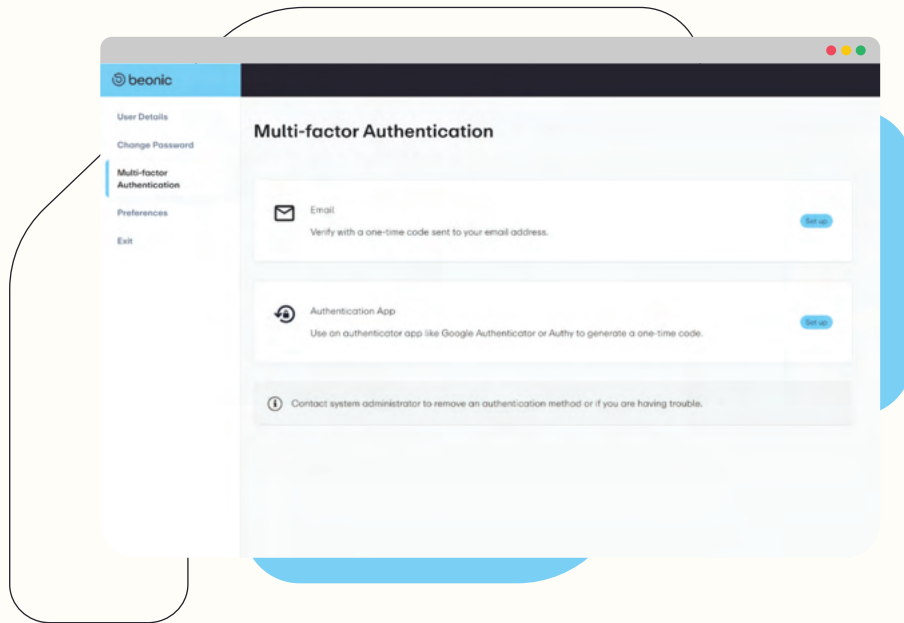 beonic
User Details
Change Password
Multi-factor
Authentication
Preferences
Exit
Multi-factor Authentication
Email
Verify with a one-time code sent to your email address.
Set up
Authentication App
Use an authenticator app like Google Authenticator or Authy to generate a one-time code.
Set up
Contact system administrator to remove an authentication method or if you are having trouble.